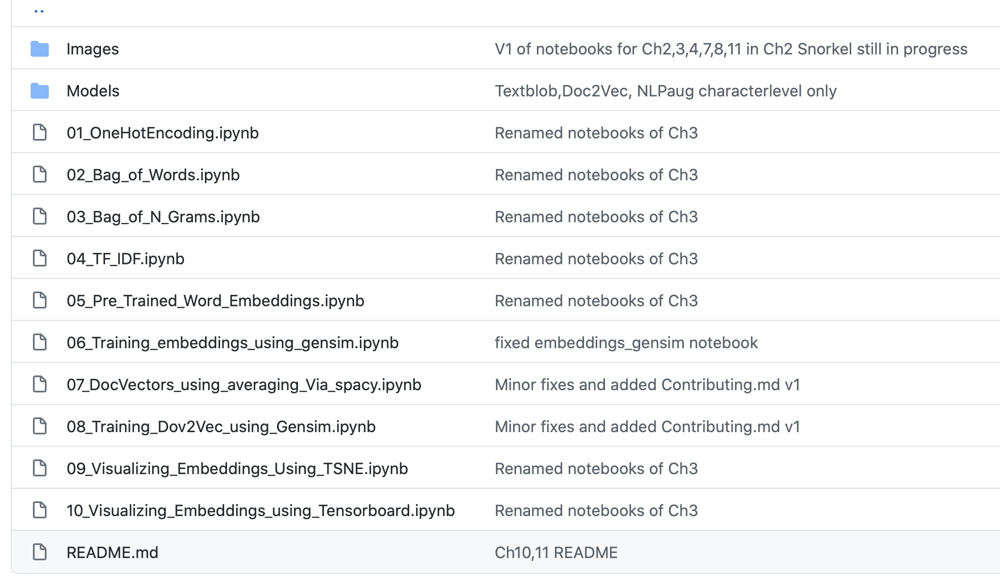 ..
Images V1 of notebooks for Ch2,3,4,7,8,11 in Ch2 Snorkel still in progress
Models Textblob,Doc2Vec, NLPaug characterlevel only
01_OneHotEncoding.ipynb Renamed notebooks of Ch3
02_Bag_of_Words.ipynb Renamed notebooks of Ch3
03_Bag_of_N_Grams.ipynb Renamed notebooks of Ch3
04_TF_IDF.ipynb Renamed notebooks of Ch3
05_Pre_Trained_Word_Embeddings.ipynb Renamed notebooks of Ch3
06_Training_embeddings_using_gensim.ipynb fixed embeddings_gensim notebook
07_DocVectors_using_averaging_Via_spacy.ipynb Minor fixes and added Contributing.md v1
08_Training_Dov2Vec_using_Gensim.ipynb Minor fixes and added Contributing.md v1
09_Visualizing_Embeddings_Using_TSNE.ipynb Renamed notebooks of Ch3
10_Visualizing_Embeddings_using_Tensorboard.ipynb Renamed notebooks of Ch3
README.md Ch10,11 README